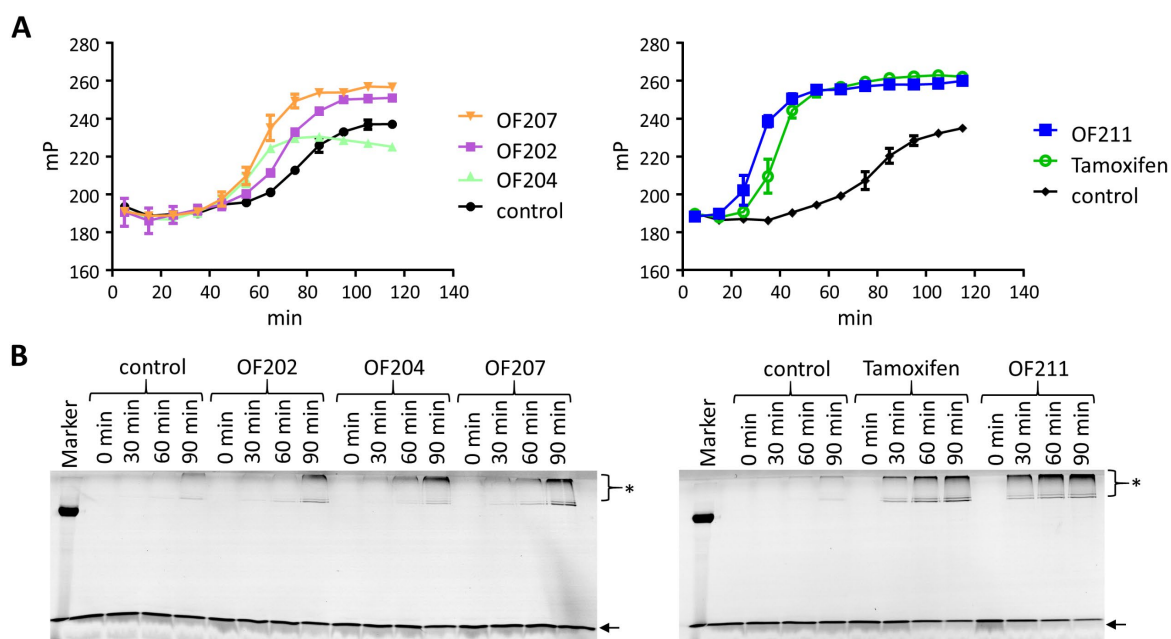 A
280
260
240
220
200
180
160
mP
0 20 40 60 80 100 120 140
min
OF207
OF202
OF204
control
280
260
240
220
200
180
160
mP
0 20 40 60 80 100 120 140
min
OF211
Tamoxifen
control
B
control OF202 OF204 OF207
Marker 0 min 30 min 60 min 90 min 0 min 30 min 60 min 90 min 0 min 30 min 60 min 90 min 0 min 30 min 60 min 90 min
*
control Tamoxifen OF211
Marker 0 min 30 min 60 min 90 min 0 min 30 min 60 min 90 min 0 min 30 min 60 min 90 min
*